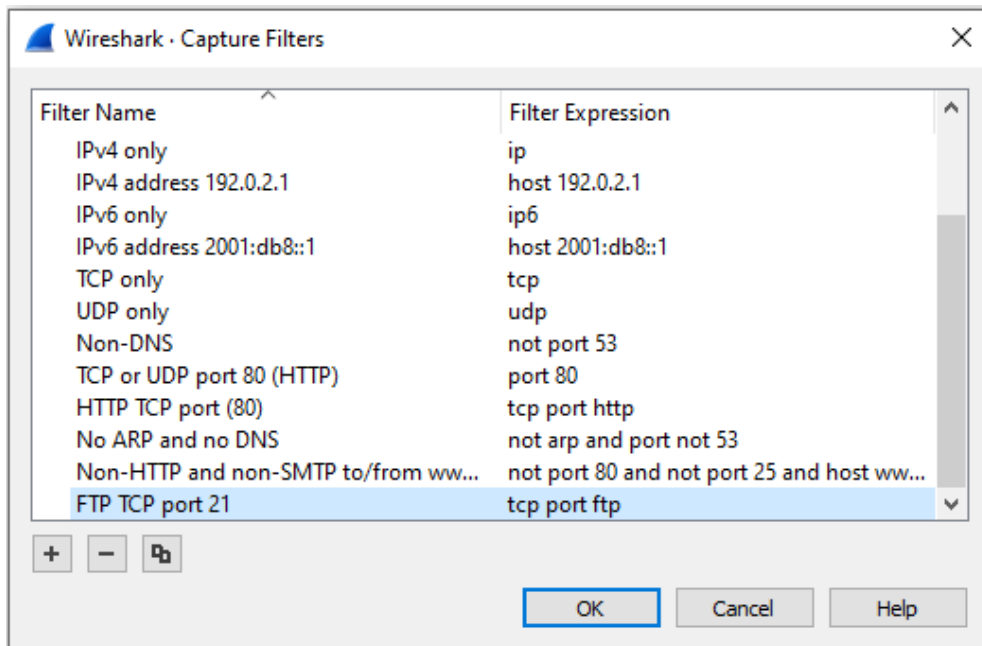 Wireshark · Capture Filters
Filter Name Filter Expression
IPv4 only ip
IPv4 address 192.0.2.1 host 192.0.2.1
IPv6 only ip6
IPv6 address 2001:db8::1 host 2001:db8::1
TCP only tcp
UDP only udp
Non-DNS not port 53
TCP or UDP port 80 (HTTP) port 80
HTTP TCP port (80) tcp port http
No ARP and no DNS not arp and port not 53
Non-HTTP and non-SMTP to/from ww... not port 80 and not port 25 and host ww...
FTP TCP port 21 tcp port ftp
OK Cancel Help